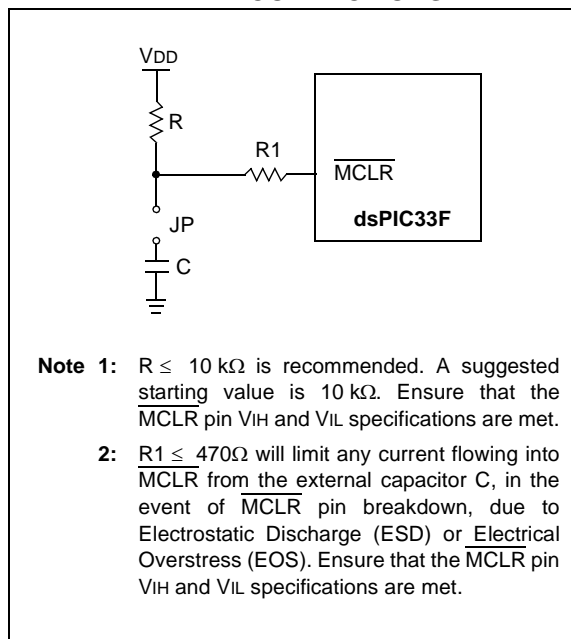 VDD
R
R1
MCLR
dsPIC33F
JP
C
Note 1: R ≤ 10 kΩ is recommended. A suggested
starting value is 10 kΩ. Ensure that the
MCLR pin VIH and VIL specifications are met.
2: R1 ≤ 470Ω will limit any current flowing into
MCLR from the external capacitor C, in the
event of MCLR pin breakdown, due to
Electrostatic Discharge (ESD) or Electrical
Overstress (EOS). Ensure that the MCLR pin
VIH and VIL specifications are met.